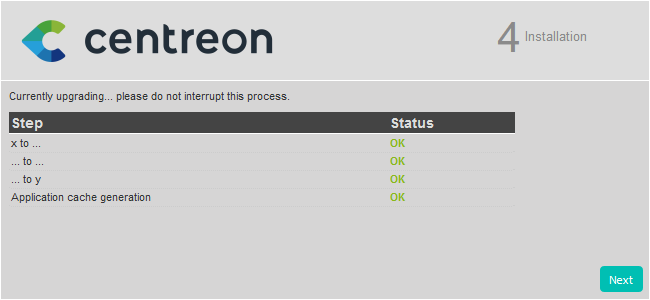 centreon
4 Installation
Currently upgrading... please do not interrupt this process.
Step Status
x to ... OK
... to ... OK
... to y OK
Application cache generation OK
Next